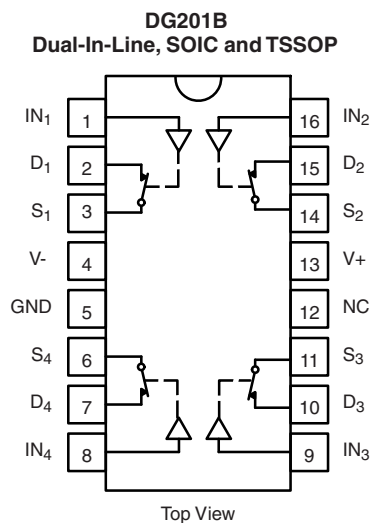 DG201B
Dual-In-Line, SOIC and TSSOP
IN₁ 1 16 IN₂
D₁ 2 15 D₂
S₁ 3 14 S₂
V- 4 13 V+
GND 5 12 NC
S₄ 6 11 S₃
D₄ 7 10 D₃
IN₄ 8 9 IN₃
Top View